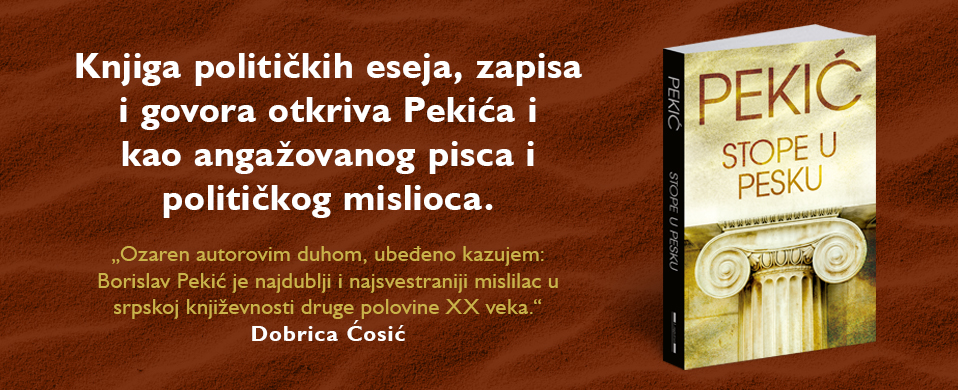 Knjiga političkih eseja, zapisa
i govora otkriva Pekića i
kao angažovanog pisca i
političkog mislioca.
„Ozaren autorovim duhom, ubeđeno kazujem:
Borislav Pekić je najdublji i najsvestraniji mislilac u
srpskoj književnosti druge polovine XX veka.“
Dobrica Ćosić
PEKIĆ
STOPE U PESKU
PEKIĆ
STOPE U
PESKU